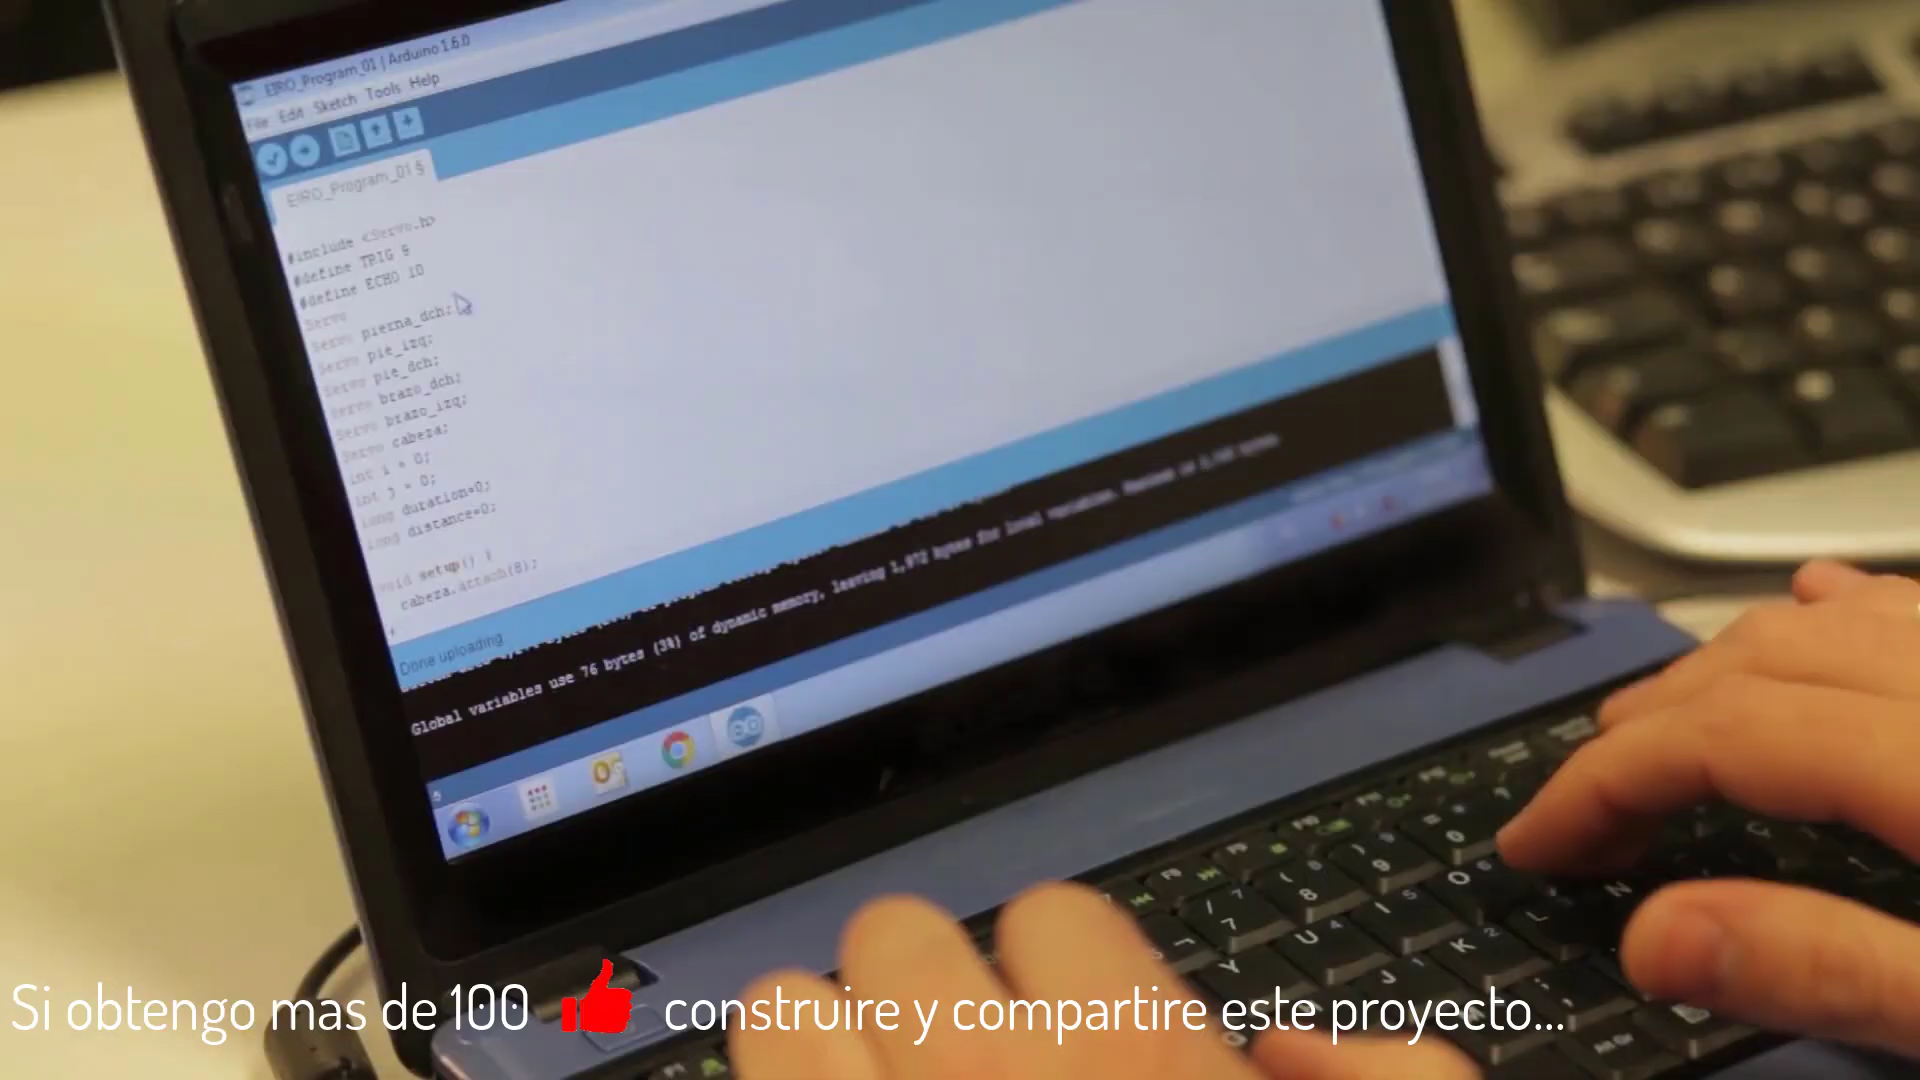 EIRO_Program_01 | Arduino 1.6.0
File Edit Sketch Tools Help
EIRO_Program_01 §
#include <Servo.h>
#define TRIG 9
#define ECHO 10
Servo
Servo pierna_dch;
Servo pie_izq;
Servo pie_dch;
Servo brazo_dch;
Servo brazo_izq;
Servo cabeza;
int i = 0;
int j = 0;
long duration=0;
long distance=0;
void setup() {
cabeza.attach(8);
Done uploading
Global variables use 76 bytes (3%) of dynamic memory, leaving 1,972 bytes for local variables.
Si obtengo mas de 100 construire y compartire este proyecto...